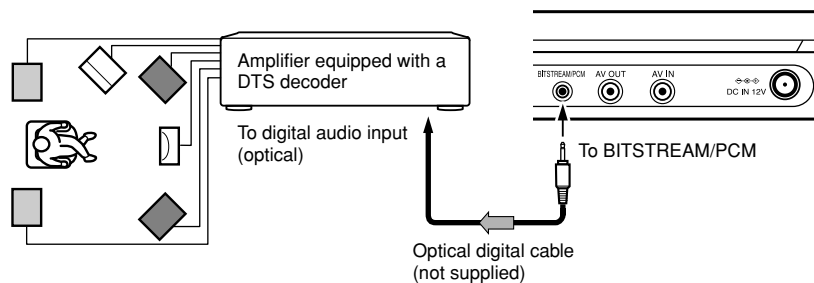 Amplifier equipped with a
DTS decoder
BITSTREAM/PCM
AV OUT
AV IN
DC IN 12V
To digital audio input
(optical)
To BITSTREAM/PCM
Optical digital cable
(not supplied)